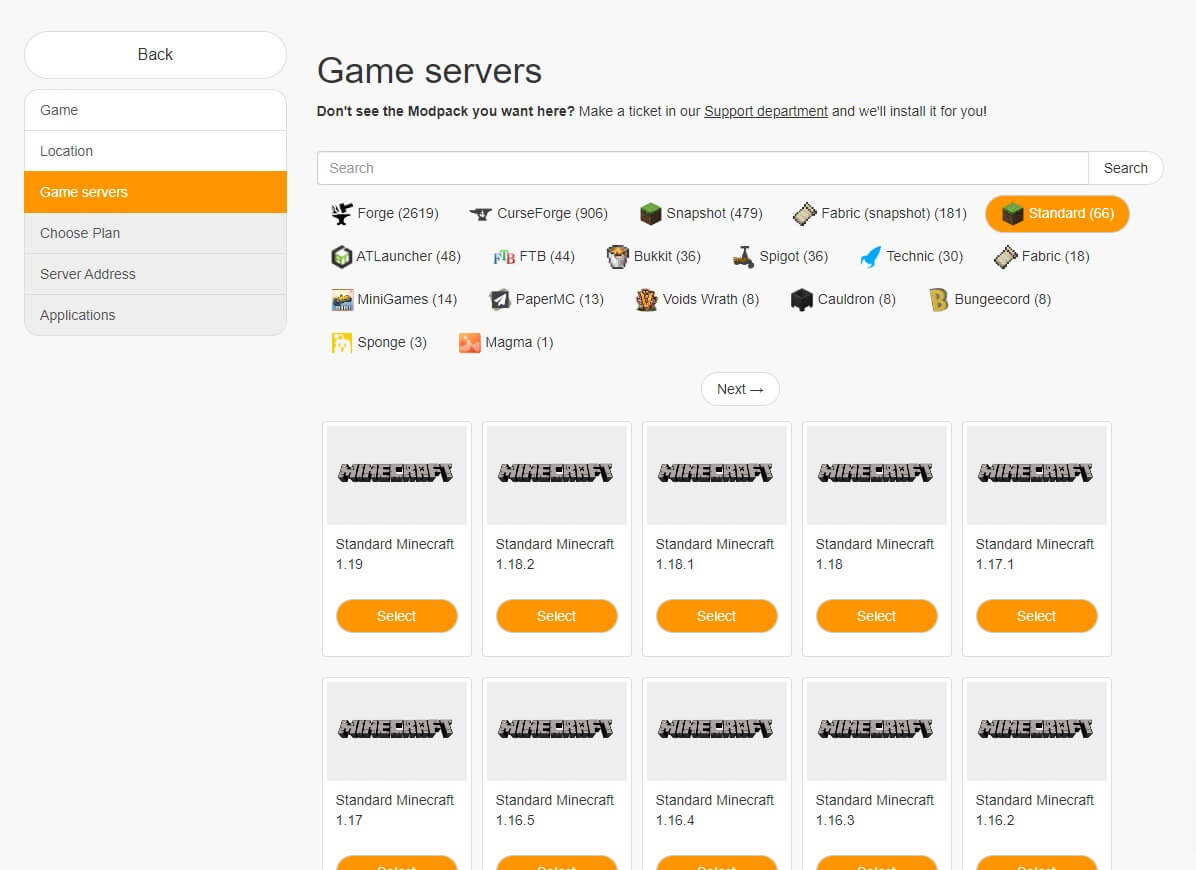 Back
Game
Location
Game servers
Choose Plan
Server Address
Applications
Game servers
Don't see the Modpack you want here? Make a ticket in our Support department and we'll install it for you!
Search Search
Forge (2619) CurseForge (906) Snapshot (479) Fabric (snapshot) (181) Standard (66)
ATLauncher (48) FTB FTB (44) Bukkit (36) Spigot (36) Technic (30) Fabric (18)
MiniGames (14) PaperMC (13) Voids Wrath (8) Cauldron (8) B Bungeecord (8)
Sponge (3) Magma (1)
Next →
MINECRAFT MINECRAFT MINECRAFT MINECRAFT MINECRAFT
Standard Minecraft Standard Minecraft Standard Minecraft Standard Minecraft Standard Minecraft
1.19 1.18.2 1.18.1 1.18 1.17.1
Select Select Select Select Select
MINECRAFT MINECRAFT MINECRAFT MINECRAFT MINECRAFT
Standard Minecraft Standard Minecraft Standard Minecraft Standard Minecraft Standard Minecraft
1.17 1.16.5 1.16.4 1.16.3 1.16.2
Select Select Select Select Select